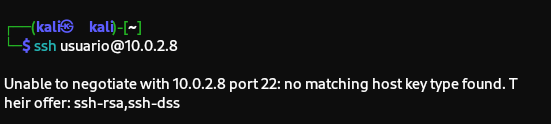 ┌──(kali㉿ kali)-[~]
└─$ ssh usuario@10.0.2.8
Unable to negotiate with 10.0.2.8 port 22: no matching host key type found. T
heir offer: ssh-rsa,ssh-dss